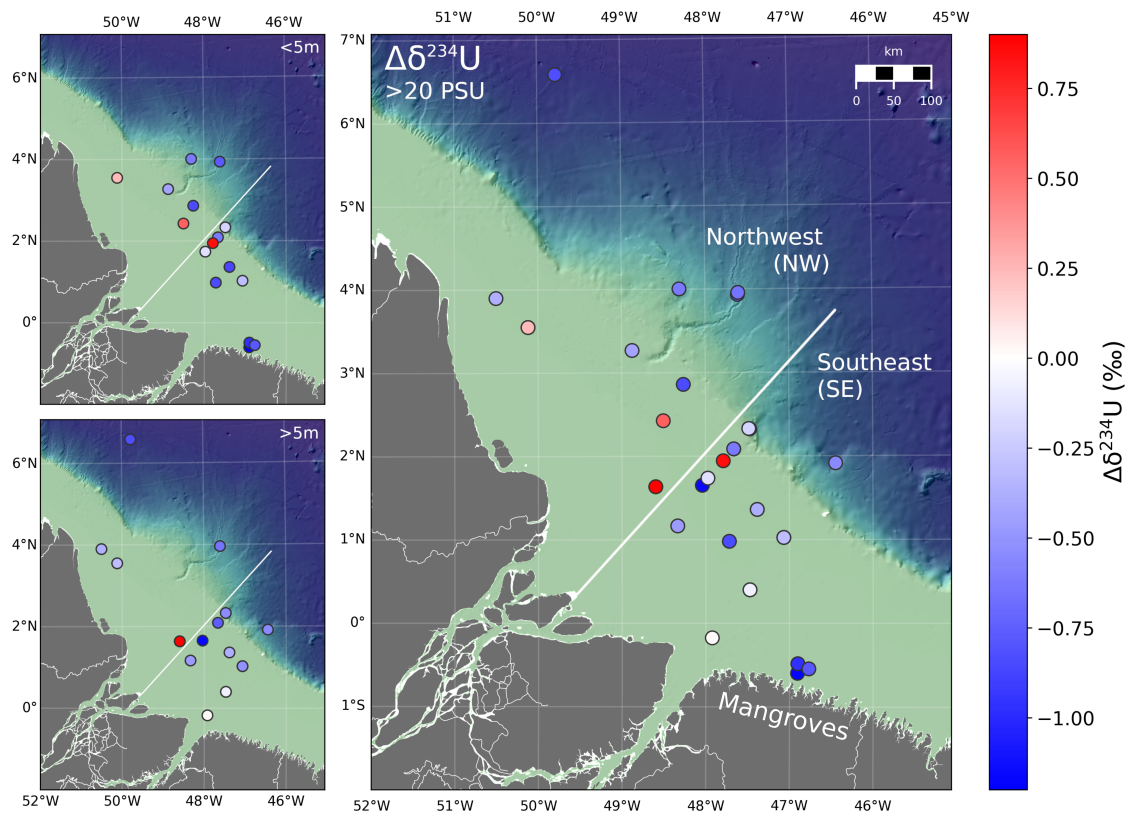 50°W 48°W 46°W
<5m
6°N
4°N
2°N
0°
>5m
6°N
4°N
2°N
0°
52°W 50°W 48°W 46°W
51°W 50°W 49°W 48°W 47°W 46°W 45°W
7°N
6°N
5°N
4°N
3°N
2°N
1°N
0°
1°S
52°W 51°W 50°W 49°W 48°W 47°W 46°W
Δδ²³⁴U
>20 PSU
km
0 50 100
Northwest
(NW)
Southeast
(SE)
Mangroves
0.75
0.50
0.25
0.00
−0.25
−0.50
−0.75
−1.00
Δδ²³⁴U (‰)